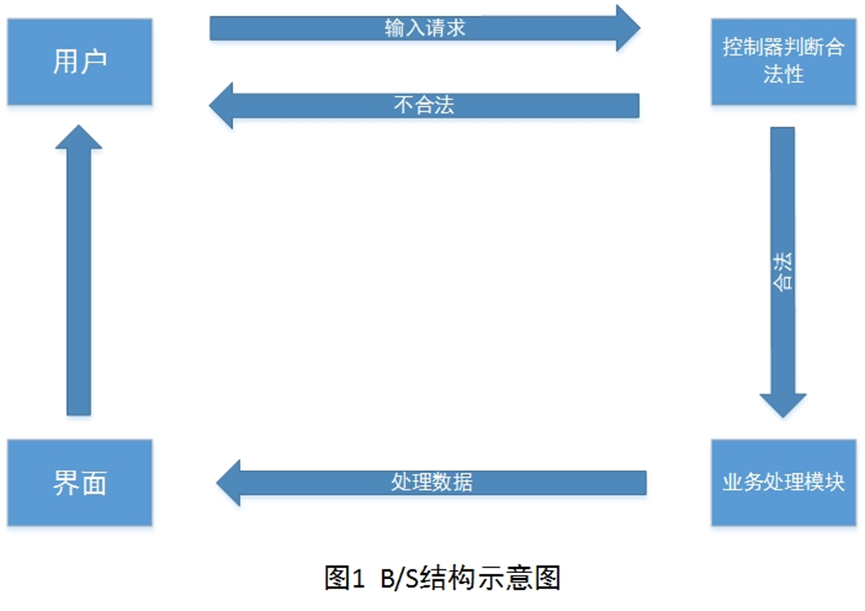 输入请求
用户
控制器判断合
法性
不合法
合法
界面
处理数据
业务处理模块
图1 B/S结构示意图